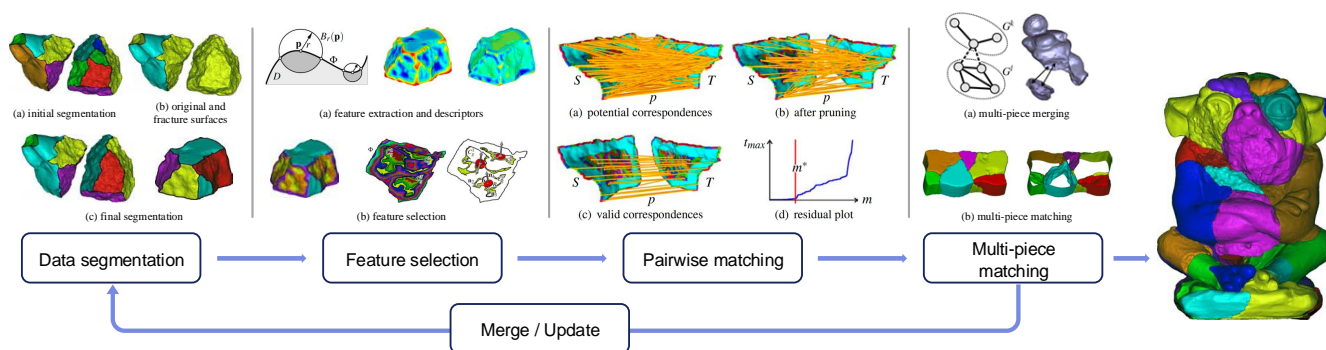 (a) initial segmentation
(b) original and
fracture surfaces
(c) final segmentation
p
r
B_r(p)
Φ
D
(a) feature extraction and descriptors
Φ
(b) feature selection
S
T
p
(a) potential correspondences
S
T
p
(b) after pruning
S
T
p
(c) valid correspondences
t_max
m*
m
(d) residual plot
G^k
G^l
(a) multi-piece merging
(b) multi-piece matching
Data segmentation
Feature selection
Pairwise matching
Multi-piece
matching
Merge / Update